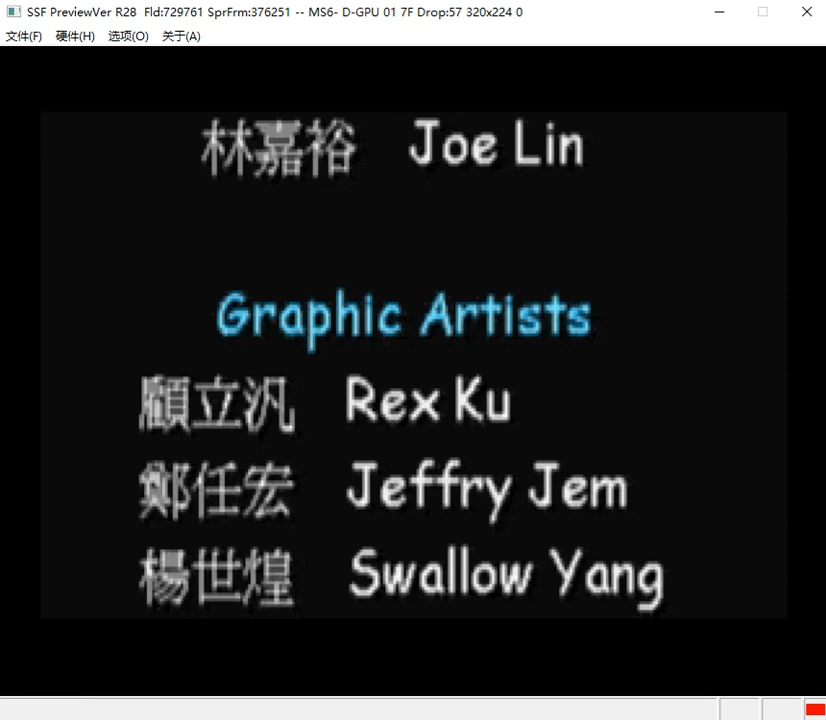 SSF PreviewVer R28 Fld:729761 SprFrm:376251 -- MS6- D-GPU 01 7F Drop:57 320x224 0
文件(F) 硬件(H) 选项(O) 关于(A)
林嘉裕 Joe Lin
Graphic Artists
顧立汎 Rex Ku
鄭任宏 Jeffry Jem
楊世煌 Swallow Yang